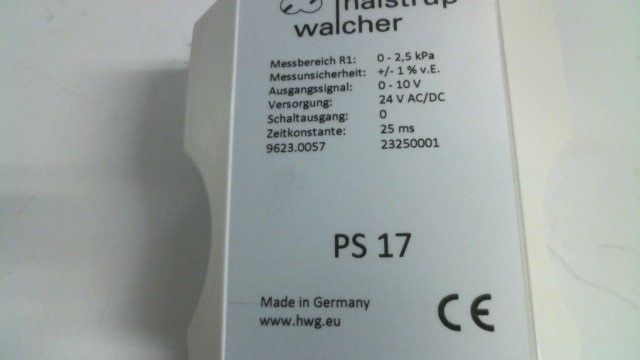 halstrup
walcher
Messbereich R1: 0 - 2,5 kPa
Messunsicherheit: +/- 1 % v.E.
Ausgangssignal: 0 - 10 V
Versorgung: 24 V AC/DC
Schaltausgang: 0
Zeitkonstante: 25 ms
9623.0057 23250001
PS 17
Made in Germany
www.hwg.eu
CE